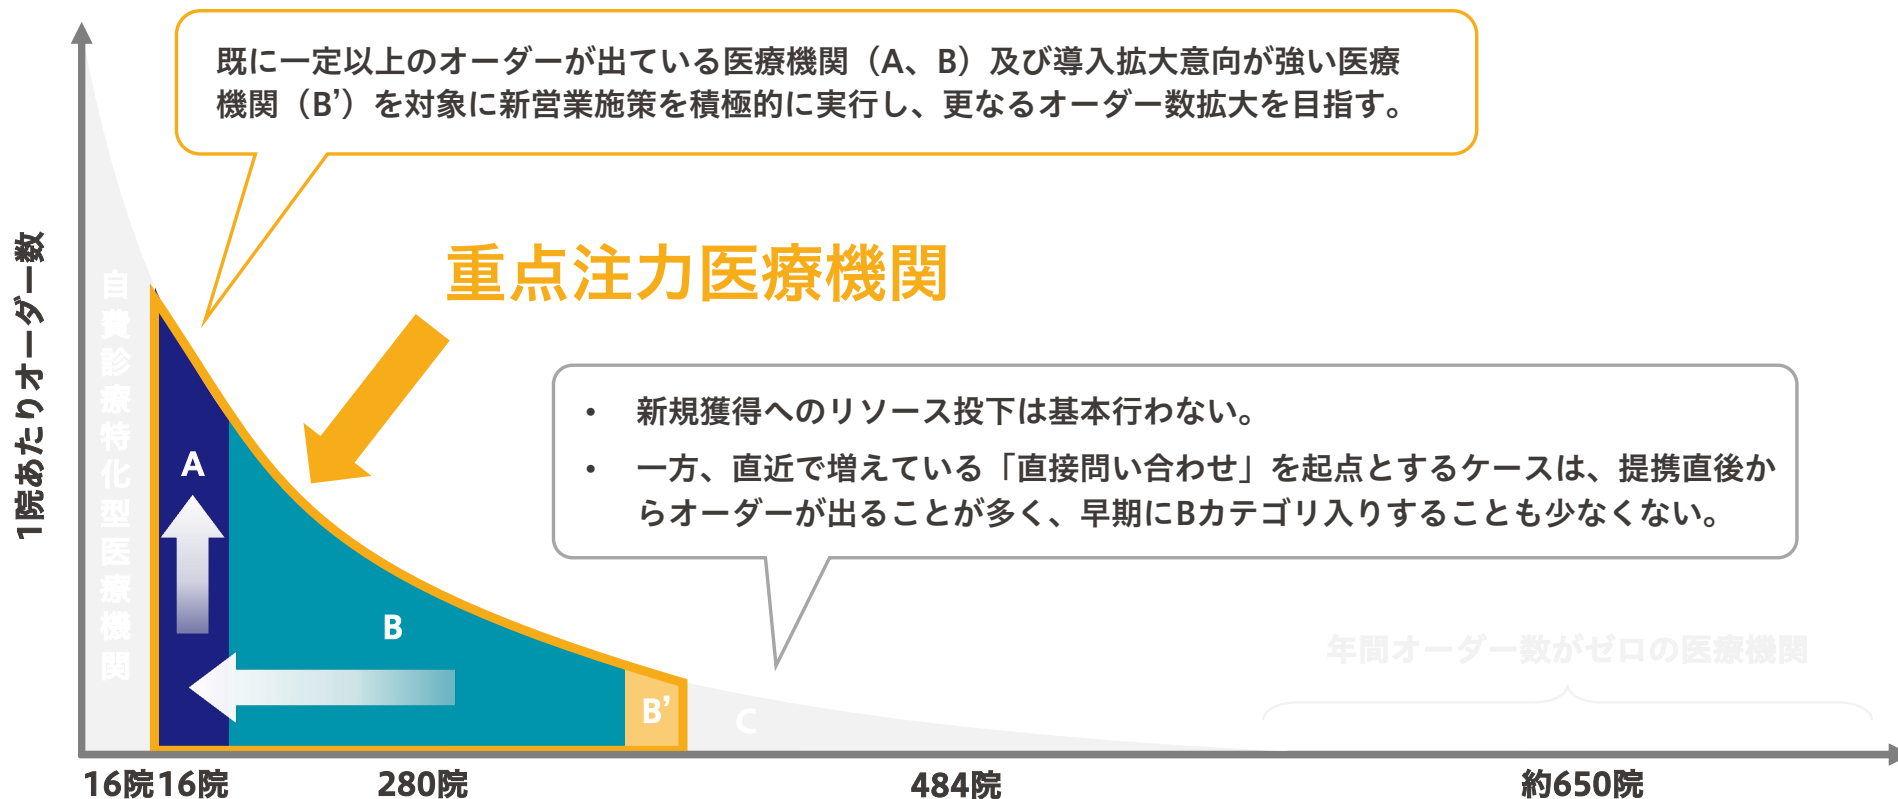 既に一定以上のオーダーが出ている医療機関（A、B）及び導入拡大意向が強い医療
機関（B’）を対象に新営業施策を積極的に実行し、更なるオーダー数拡大を目指す。
重点注力医療機関
1院あたりオーダー数
自費診療特化型医療機関
A
B
B’
C
• 新規獲得へのリソース投下は基本行わない。
• 一方、直近で増えている「直接問い合わせ」を起点とするケースは、提携直後か
らオーダーが出ることが多く、早期にBカテゴリ入りすることも少なくない。
年間オーダー数がゼロの医療機関
16院 16院 280院 484院 約650院